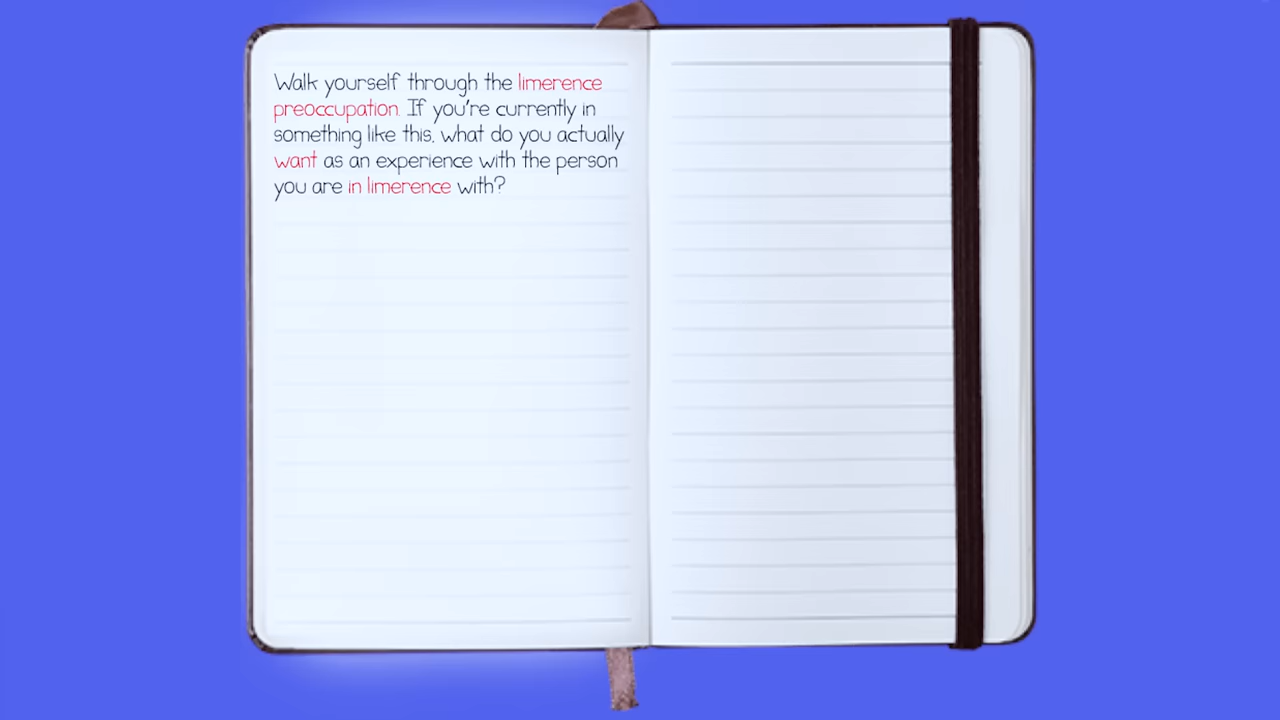 Walk yourself through the limerence
preoccupation. If you're currently in
something like this, what do you actually
want as an experience with the person
you are in limerence with?